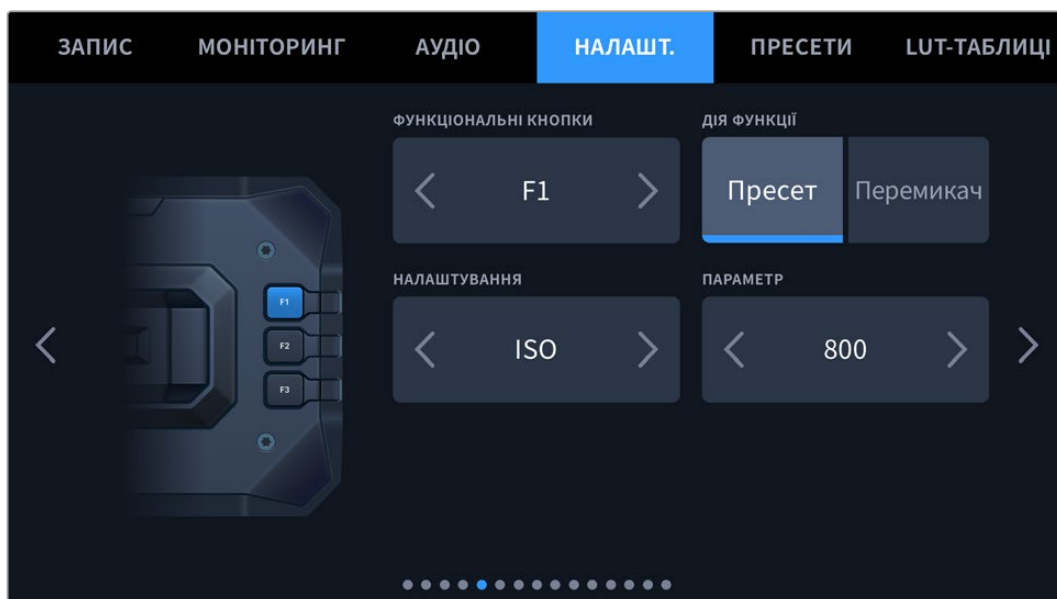 ЗАПИС МОНІТОРИНГ АУДІО НАЛАШТ. ПРЕСЕТИ LUT-ТАБЛИЦІ
ФУНКЦІОНАЛЬНІ КНОПКИ ДІЯ ФУНКЦІЇ
F1 Пресет Перемикач
НАЛАШТУВАННЯ ПАРАМЕТР
ISO 800
F1
F2
F3